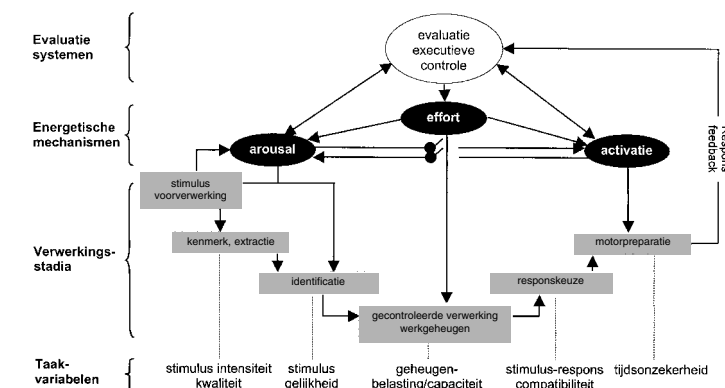 Evaluatie
systemen
evaluatie
executieve
controle
Energetische
mechanismen
effort
arousal
activatie
feedback
stimulus
voorverwerking
Verwerkings-
stadia
kenmerk, extractie
motorpreparatie
identificatie
responskeuze
gecontroleerde verwerking
werkgeheugen
Taak-
variabelen
stimulus intensiteit
kwaliteit
stimulus
gelijkheid
geheugen-
belasting/capaciteit
stimulus-respons
compatibiliteit
tijdsonzekerheid